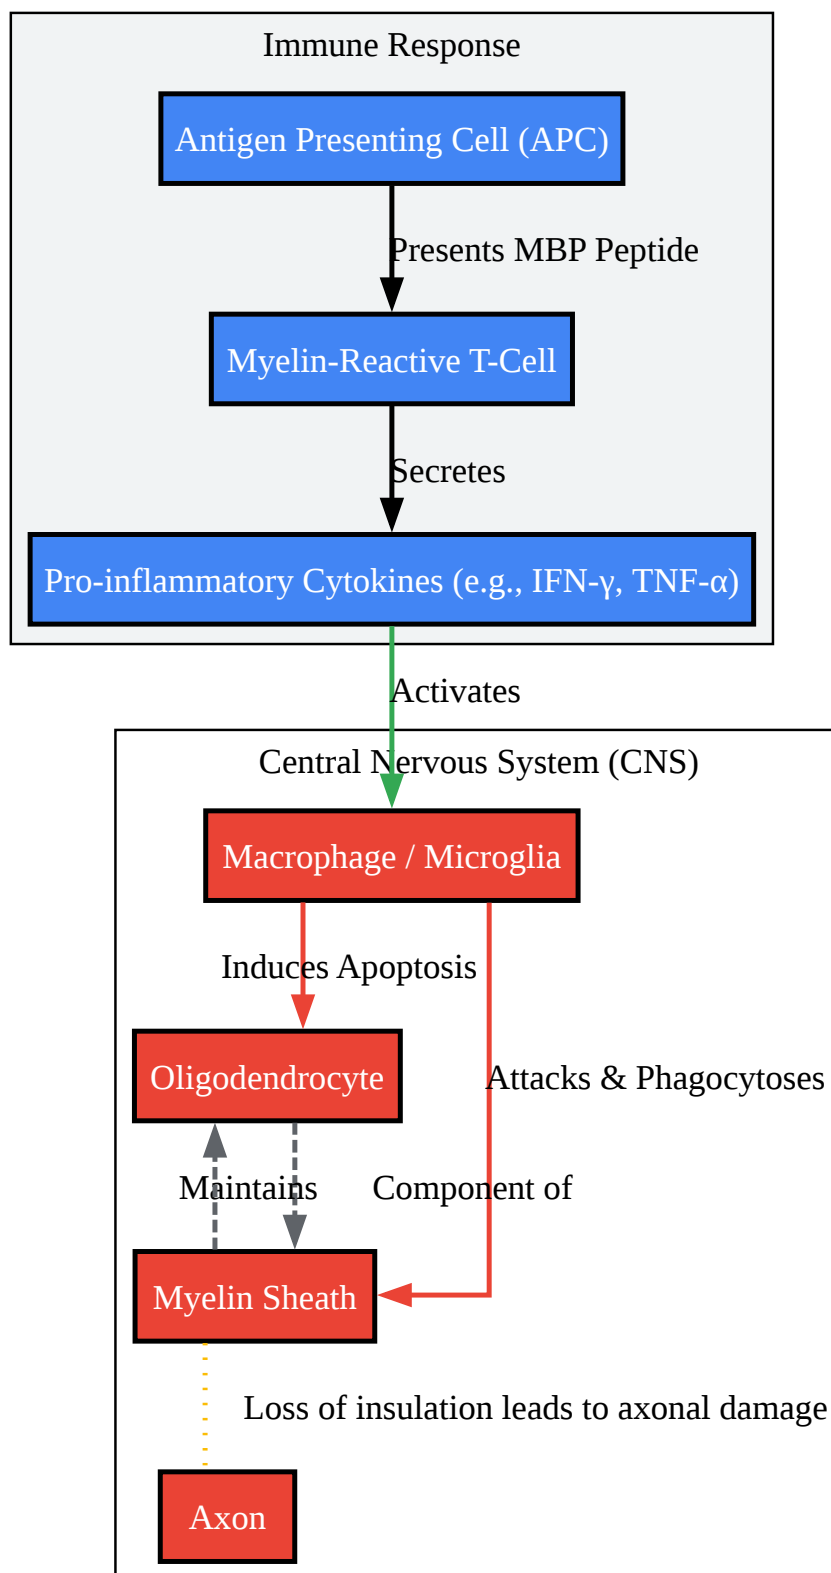 Immune Response
Antigen Presenting Cell (APC)
Presents MBP Peptide
Myelin-Reactive T-Cell
Secretes
Pro-inflammatory Cytokines (e.g., IFN-γ, TNF-α)
Activates
Central Nervous System (CNS)
Macrophage / Microglia
Induces Apoptosis
Oligodendrocyte
Attacks & Phagocytoses
Maintains
Component of
Myelin Sheath
Loss of insulation leads to axonal damage
Axon